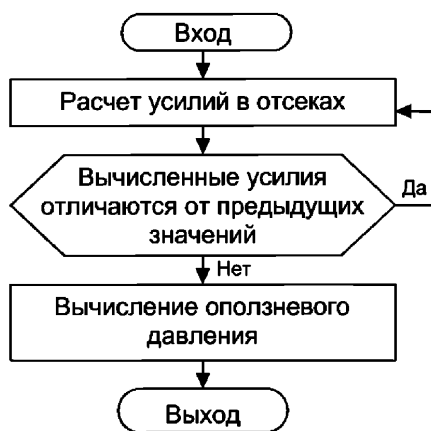 Вход
Расчет усилий в отсеках
Вычисленные усилия
отличаются от предыдущих
значений
Да
Нет
Вычисление оползневого
давления
Выход